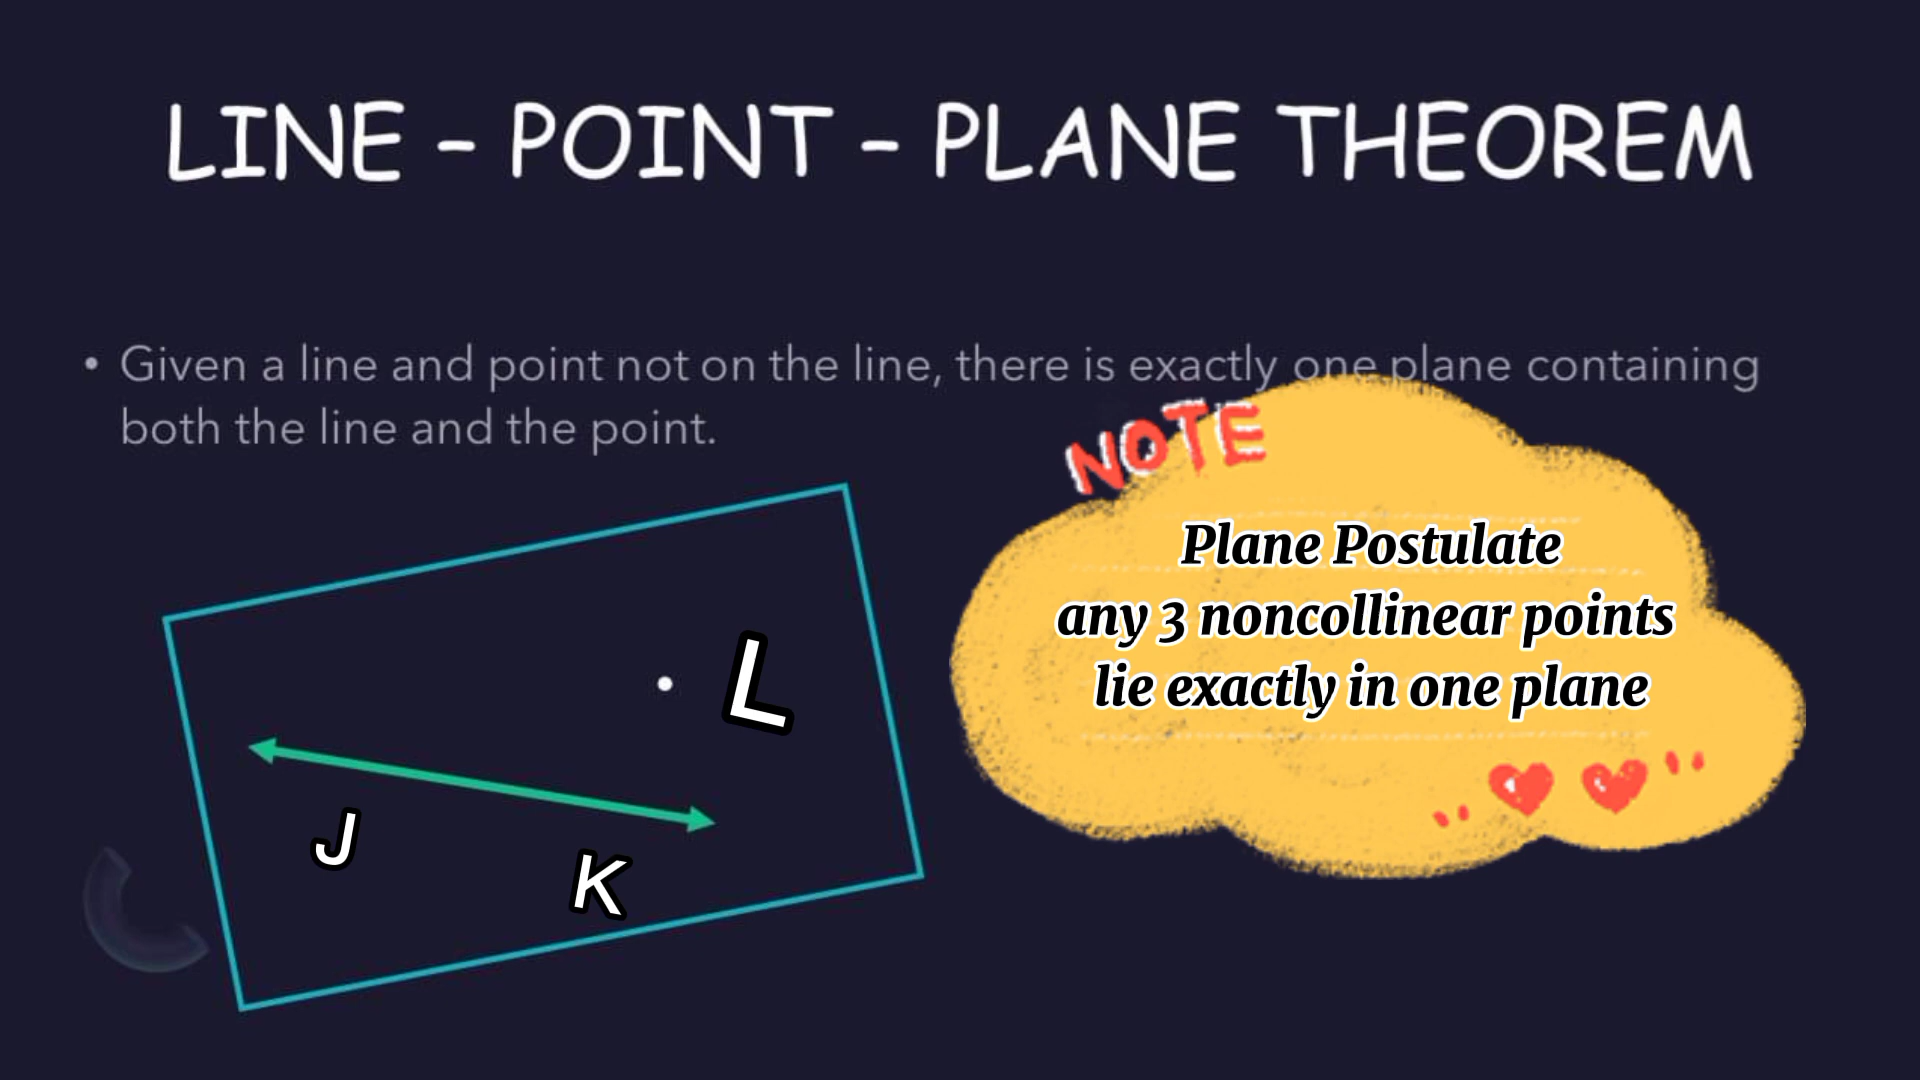 LINE – POINT – PLANE THEOREM
• Given a line and point not on the line, there is exactly one plane containing
both the line and the point.
NOTE
Plane Postulate
any 3 noncollinear points
lie exactly in one plane
L
J
K